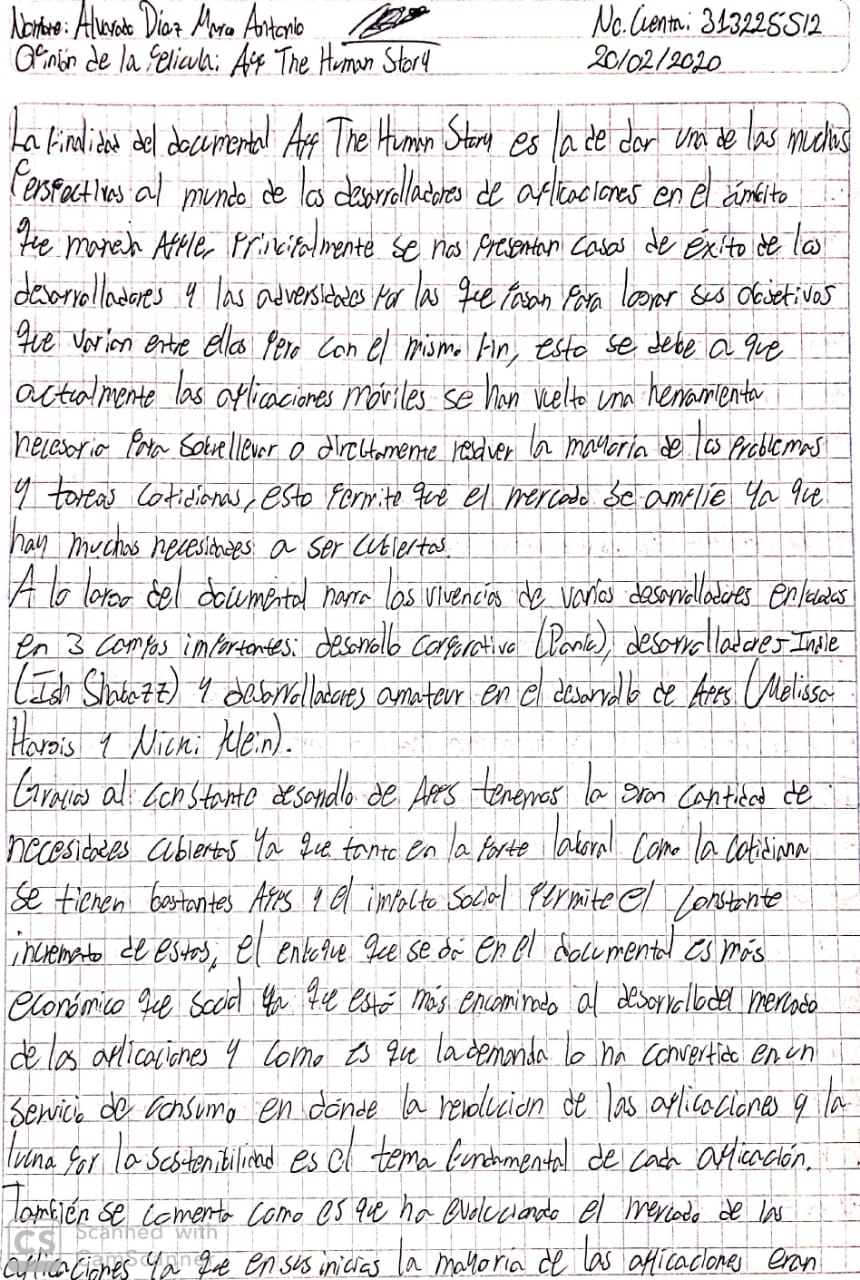 Nombre: Alvarado Díaz Marco Antonio No. Cuenta: 313225512
Opinión de la película: App The Human Story 20/02/2020
La finalidad del documental App The Human Story es la de dar una de las muchas
perspectivas al mundo de los desarrolladores de aplicaciones en el ámbito
que maneja Apple, principalmente se nos presentan casos de éxito de los
desarrolladores y las adversidades por las que pasan para lograr sus objetivos
que varian entre ellos pero con el mismo fin, esto se debe a que
actualmente las aplicaciones móviles se han vuelto una herramienta
necesaria para sobrellevar o directamente resolver la mayoría de los problemas
y tareas cotidianas, esto permite que el mercado se amplíe ya que
hay muchas necesidades a ser cubiertas.
A lo largo del documental narra las vivencias de varios desarrolladores
en 3 campos importantes: desarrollo corporativo (Panic), desarrolladores Indie
(Ish Shabazz) y desarrolladores amateur en el desarrollo de Apps (Melissa
Hargis y Nicki Klein).
Gracias al constante desarrollo de Apps tenemos la gran cantidad de
necesidades cubiertas ya que tanto en la parte laboral como la cotidiana
se tienen bastantes Apps y el impacto social permite el constante
incremento de estas, el enfoque que se da en el documental es más
económico que social ya que está más encaminado al desarrollo del mercado
de las aplicaciones y como es que la demanda lo ha convertido en un
servicio de consumo en dónde la revolucion de las aplicaciones y la
lucha por la sostenibilidad es el tema fundamental de cada aplicación.
También se comenta como es que ha evolucionado el mercado de las
aplicaciones ya que en sus inicios la mayoría de las aplicaciones eran
CS Scanned with
CamScanner